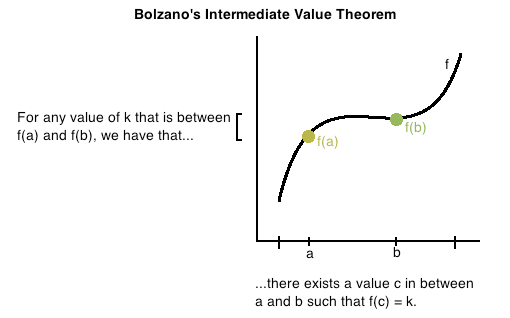 Bolzano's Intermediate Value Theorem
f
For any value of k that is between
f(a) and f(b), we have that...
f(a)
f(b)
a
b
...there exists a value c in between
a and b such that f(c) = k.